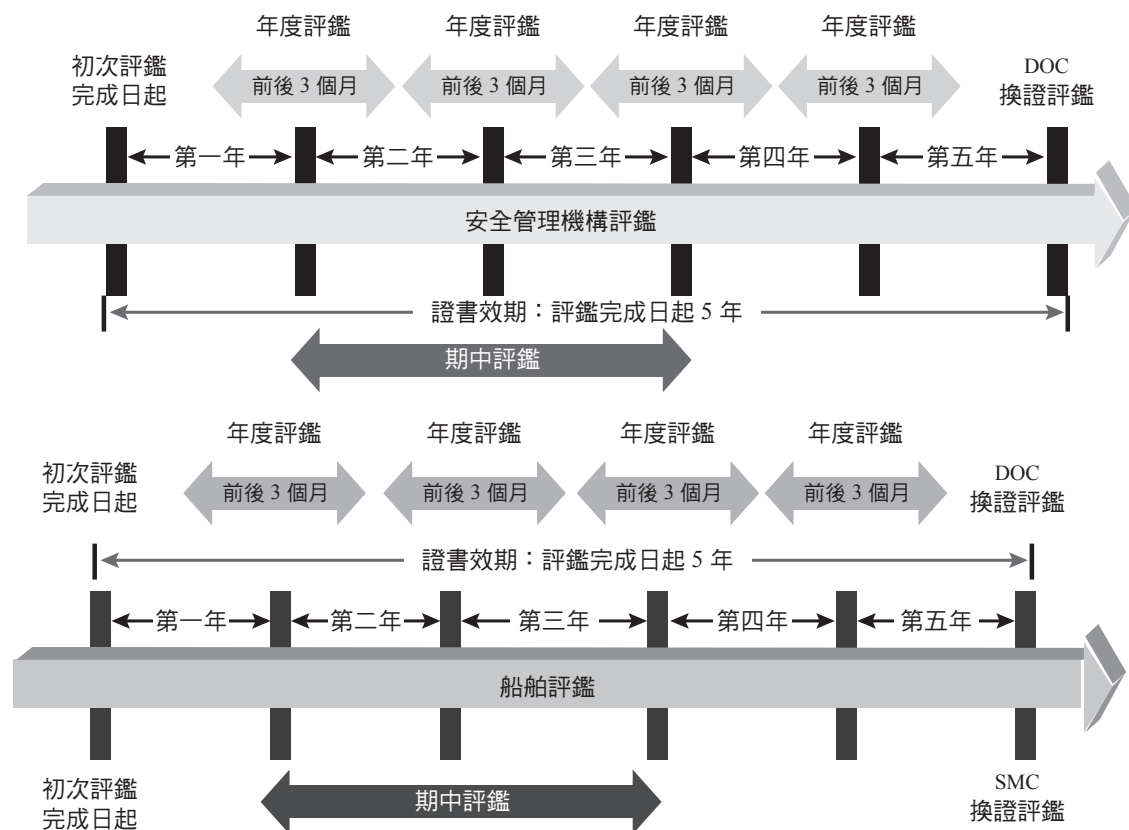 年度評鑑 年度評鑑 年度評鑑 年度評鑑
初次評鑑
完成日起
前後 3 個月 前後 3 個月 前後 3 個月 前後 3 個月
DOC
換證評鑑
第一年 第二年 第三年 第四年 第五年
安全管理機構評鑑
證書效期：評鑑完成日起 5 年
期中評鑑
年度評鑑 年度評鑑 年度評鑑 年度評鑑
初次評鑑
完成日起
前後 3 個月 前後 3 個月 前後 3 個月 前後 3 個月
DOC
換證評鑑
證書效期：評鑑完成日起 5 年
第一年 第二年 第三年 第四年 第五年
船舶評鑑
初次評鑑
完成日起
期中評鑑
SMC
換證評鑑